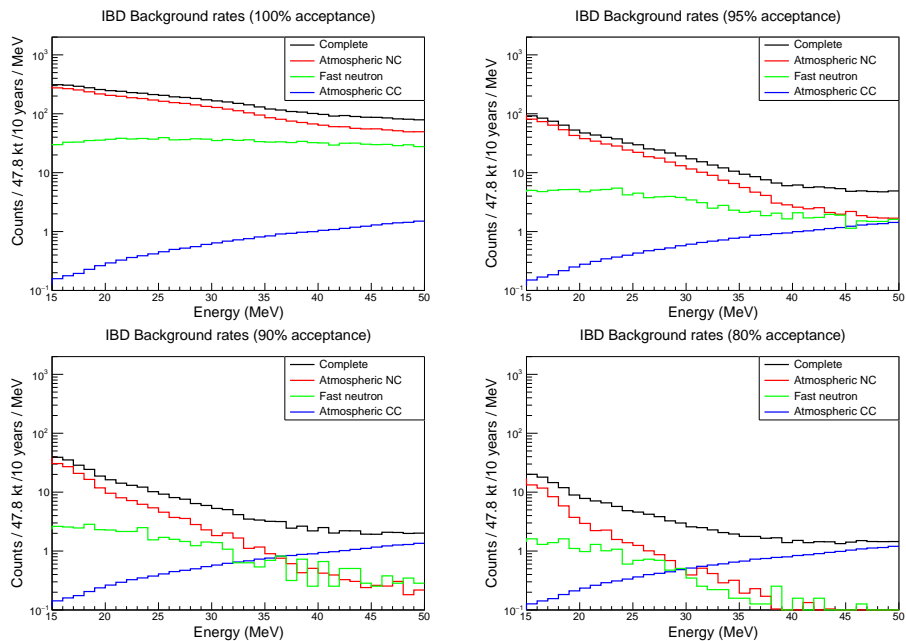 IBD Background rates (100% acceptance)
Counts / 47.8 kt /10 years / MeV
10³
10²
10
1
10⁻¹
Complete
Atmospheric NC
Fast neutron
Atmospheric CC
15 20 25 30 35 40 45 50
Energy (MeV)
IBD Background rates (95% acceptance)
Counts / 47.8 kt /10 years / MeV
10³
10²
10
1
10⁻¹
Complete
Atmospheric NC
Fast neutron
Atmospheric CC
15 20 25 30 35 40 45 50
Energy (MeV)
IBD Background rates (90% acceptance)
Counts / 47.8 kt /10 years / MeV
10³
10²
10
1
10⁻¹
Complete
Atmospheric NC
Fast neutron
Atmospheric CC
15 20 25 30 35 40 45 50
Energy (MeV)
IBD Background rates (80% acceptance)
Counts / 47.8 kt /10 years / MeV
10³
10²
10
1
10⁻¹
Complete
Atmospheric NC
Fast neutron
Atmospheric CC
15 20 25 30 35 40 45 50
Energy (MeV)